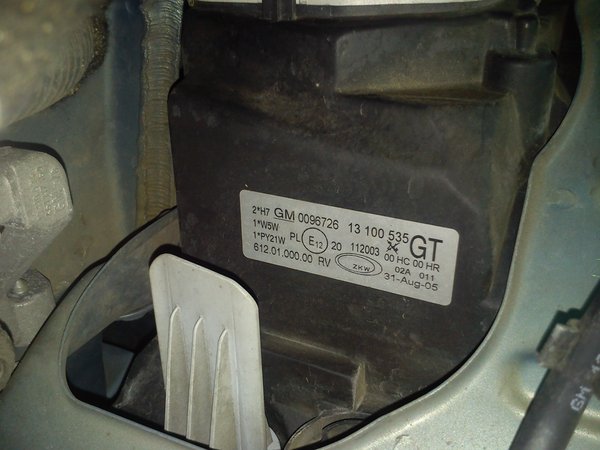 2*H7 GM 0096726 13 100 535 GT
1*W5W
1*PY21W PL E12 20 112003 00 HC 00 HR
02A 011
612.01.000.00 RV ZKW 31-Aug-05
GM